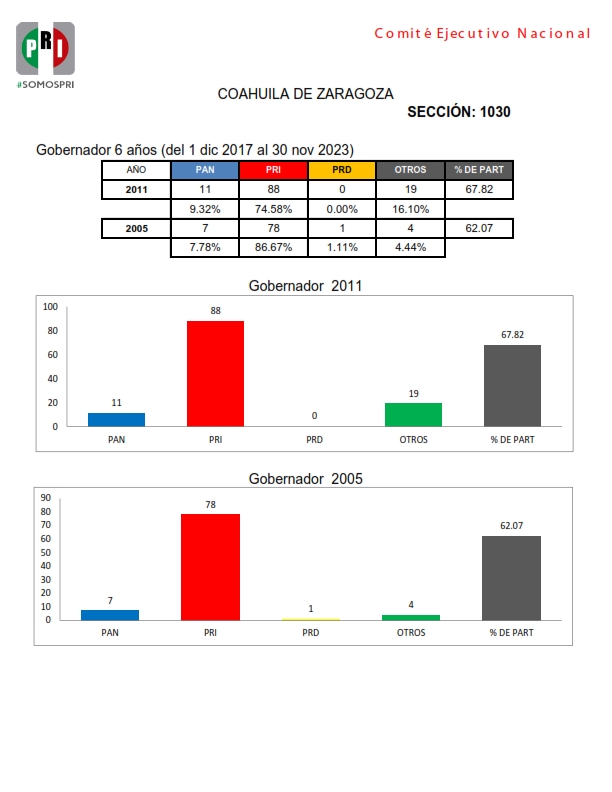 Comité Ejecutivo Nacional
PRI
#SOMOSPRI
COAHUILA DE ZARAGOZA
SECCIÓN: 1030
Gobernador 6 años (del 1 dic 2017 al 30 nov 2023)
AÑO PAN PRI PRD OTROS % DE PART
2011 11 88 0 19 67.82
9.32% 74.58% 0.00% 16.10%
2005 7 78 1 4 62.07
7.78% 86.67% 1.11% 4.44%
Gobernador 2011
100
80
60
40
20
0
11
88
0
19
67.82
PAN PRI PRD OTROS % DE PART
Gobernador 2005
90
80
70
60
50
40
30
20
10
0
7
78
1
4
62.07
PAN PRI PRD OTROS % DE PART